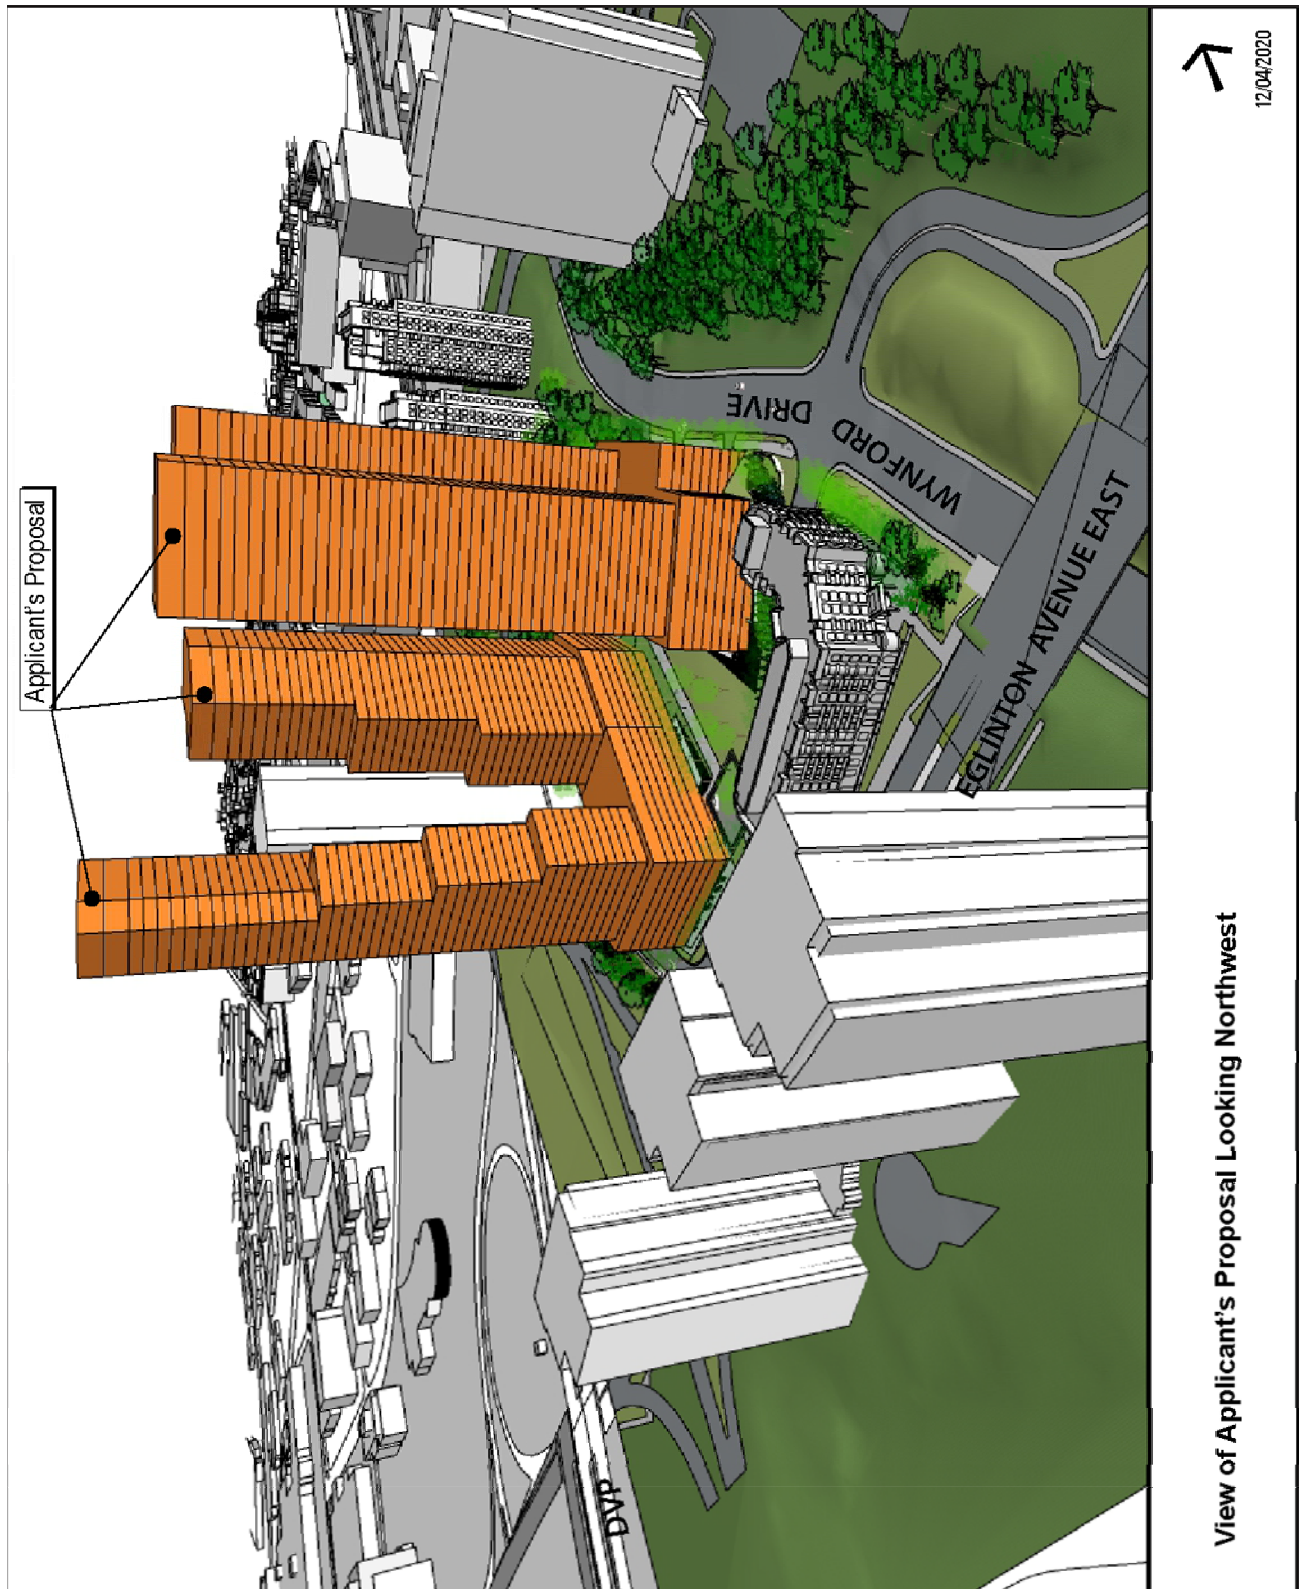 Applicant's Proposal
WYNFORD DRIVE
EGLINTON AVENUE EAST
DVP
View of Applicant's Proposal Looking Northwest
12/04/2020